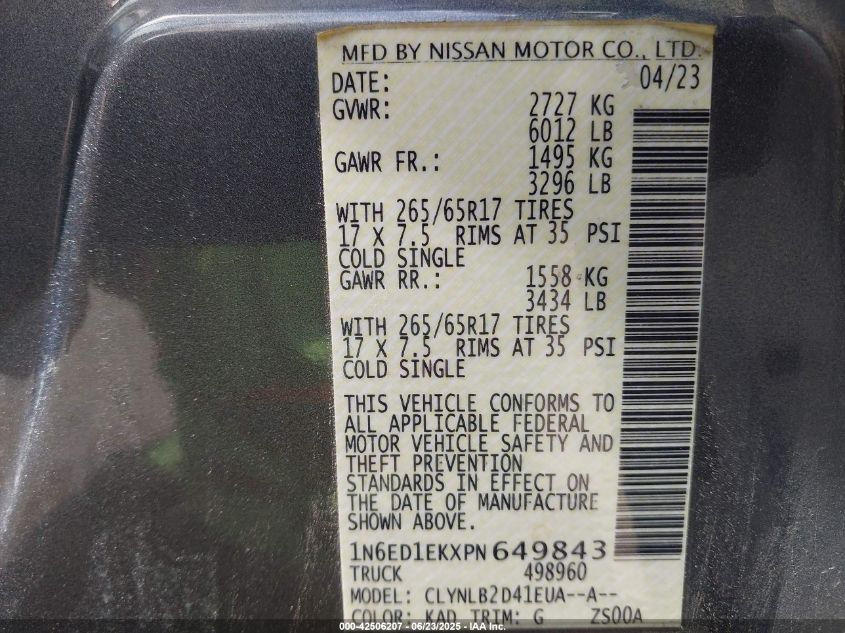 MFD BY NISSAN MOTOR CO., LTD.
DATE: 04/23
GVWR: 2727 KG
6012 LB
GAWR FR.: 1495 KG
3296 LB
WITH 265/65R17 TIRES
17 X 7.5 RIMS AT 35 PSI
COLD SINGLE
GAWR RR.: 1558 KG
3434 LB
WITH 265/65R17 TIRES
17 X 7.5 RIMS AT 35 PSI
COLD SINGLE
THIS VEHICLE CONFORMS TO
ALL APPLICABLE FEDERAL
MOTOR VEHICLE SAFETY AND
THEFT PREVENTION
STANDARDS IN EFFECT ON
THE DATE OF MANUFACTURE
SHOWN ABOVE.
1N6ED1EKXPN649843
TRUCK 498960
MODEL: CLYNLB2D41EUA--A--
COLOR: KAD TRIM: G ZS00A
000-42506207 - 06/23/2025 - IAA Inc.